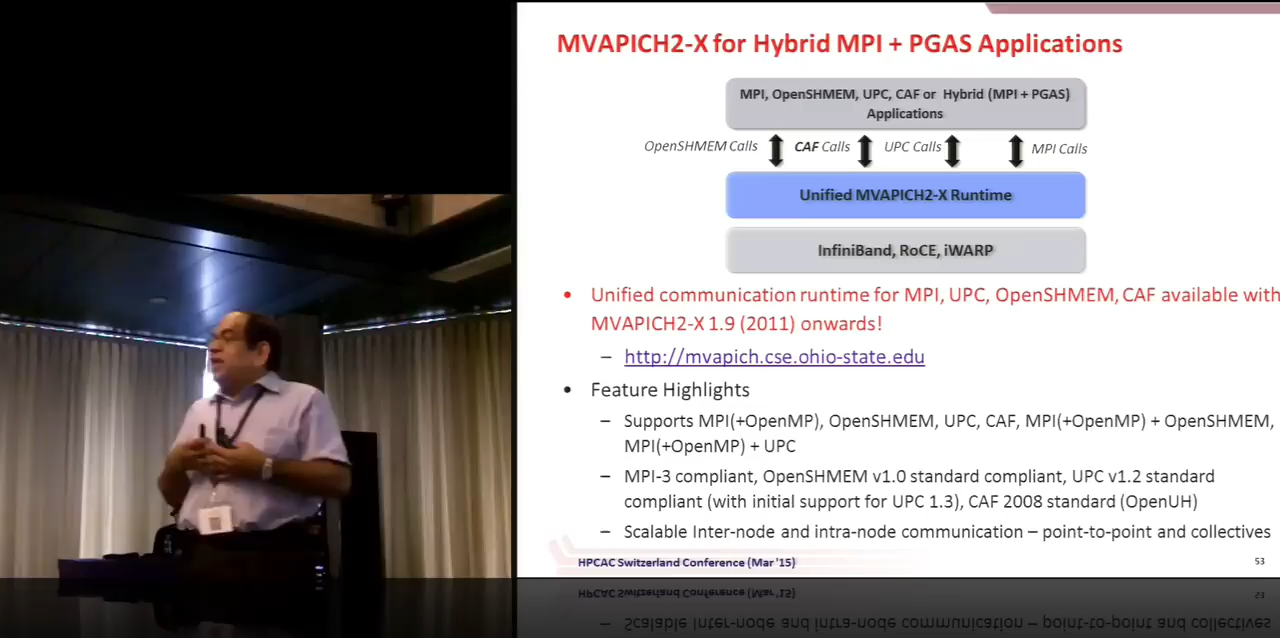 MVAPICH2-X for Hybrid MPI + PGAS Applications
MPI, OpenSHMEM, UPC, CAF or Hybrid (MPI + PGAS)
Applications
OpenSHMEM Calls CAF Calls UPC Calls MPI Calls
Unified MVAPICH2-X Runtime
InfiniBand, RoCE, iWARP
• Unified communication runtime for MPI, UPC, OpenSHMEM, CAF available with
MVAPICH2-X 1.9 (2011) onwards!
– http://mvapich.cse.ohio-state.edu
• Feature Highlights
– Supports MPI(+OpenMP), OpenSHMEM, UPC, CAF, MPI(+OpenMP) + OpenSHMEM,
MPI(+OpenMP) + UPC
– MPI-3 compliant, OpenSHMEM v1.0 standard compliant, UPC v1.2 standard
compliant (with initial support for UPC 1.3), CAF 2008 standard (OpenUH)
– Scalable Inter-node and intra-node communication – point-to-point and collectives
HPCAC Switzerland Conference (Mar '15) 53